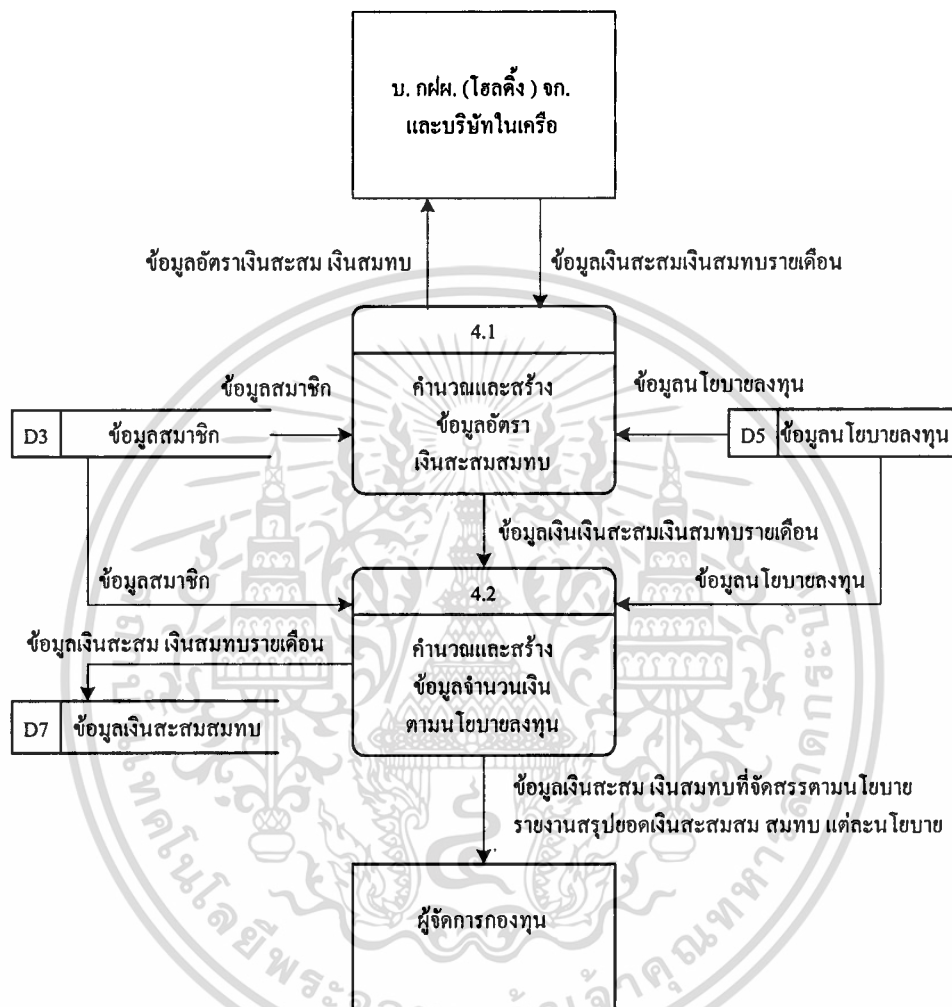 บ. กฝผ. (โฮลดิ้ง ) จก.
และบริษัทในเครือ
ข้อมูลอัตราเงินสะสม เงินสมทบ
ข้อมูลเงินสะสมเงินสมทบรายเดือน
4.1
คำนวณและสร้าง
ข้อมูลอัตรา
เงินสะสมสมทบ
ข้อมูลสมาชิก
ข้อมูลนโยบายลงทุน
D3 ข้อมูลสมาชิก
D5 ข้อมูลนโยบายลงทุน
ข้อมูลเงินเงินสะสมเงินสมทบรายเดือน
ข้อมูลสมาชิก
ข้อมูลนโยบายลงทุน
4.2
คำนวณและสร้าง
ข้อมูลจำนวนเงิน
ตามนโยบายลงทุน
ข้อมูลเงินสะสม เงินสมทบรายเดือน
D7 ข้อมูลเงินสะสมสมทบ
ข้อมูลเงินสะสม เงินสมทบที่จัดสรรตามนโยบาย
รายงานสรุปยอดเงินสะสมสม สมทบ แต่ละนโยบาย
ผู้จัดการกองทุน